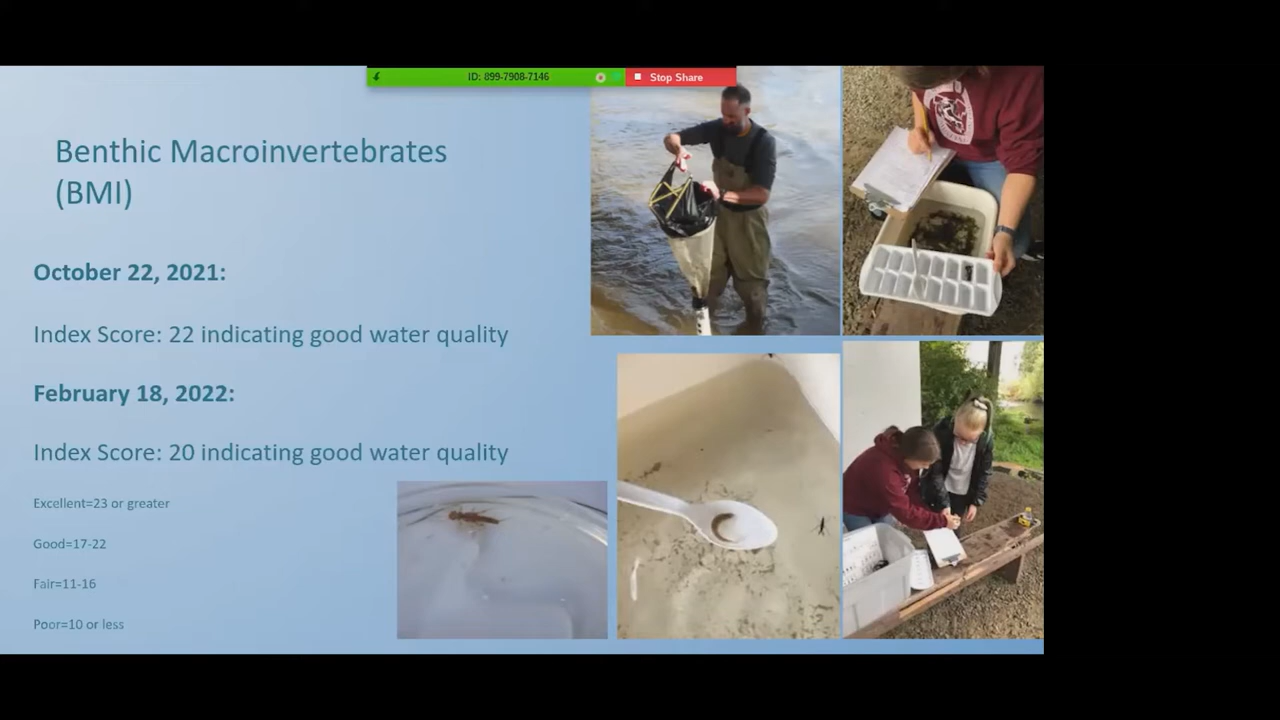 ID: 899-7908-7146
Stop Share
Benthic Macroinvertebrates
(BMI)
October 22, 2021:
Index Score: 22 indicating good water quality
February 18, 2022:
Index Score: 20 indicating good water quality
Excellent=23 or greater
Good=17-22
Fair=11-16
Poor=10 or less